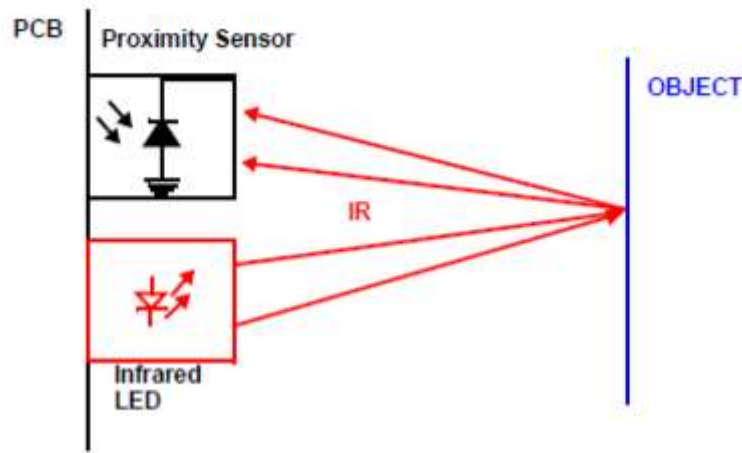 PCB
Proximity Sensor
OBJECT
IR
Infrared
LED